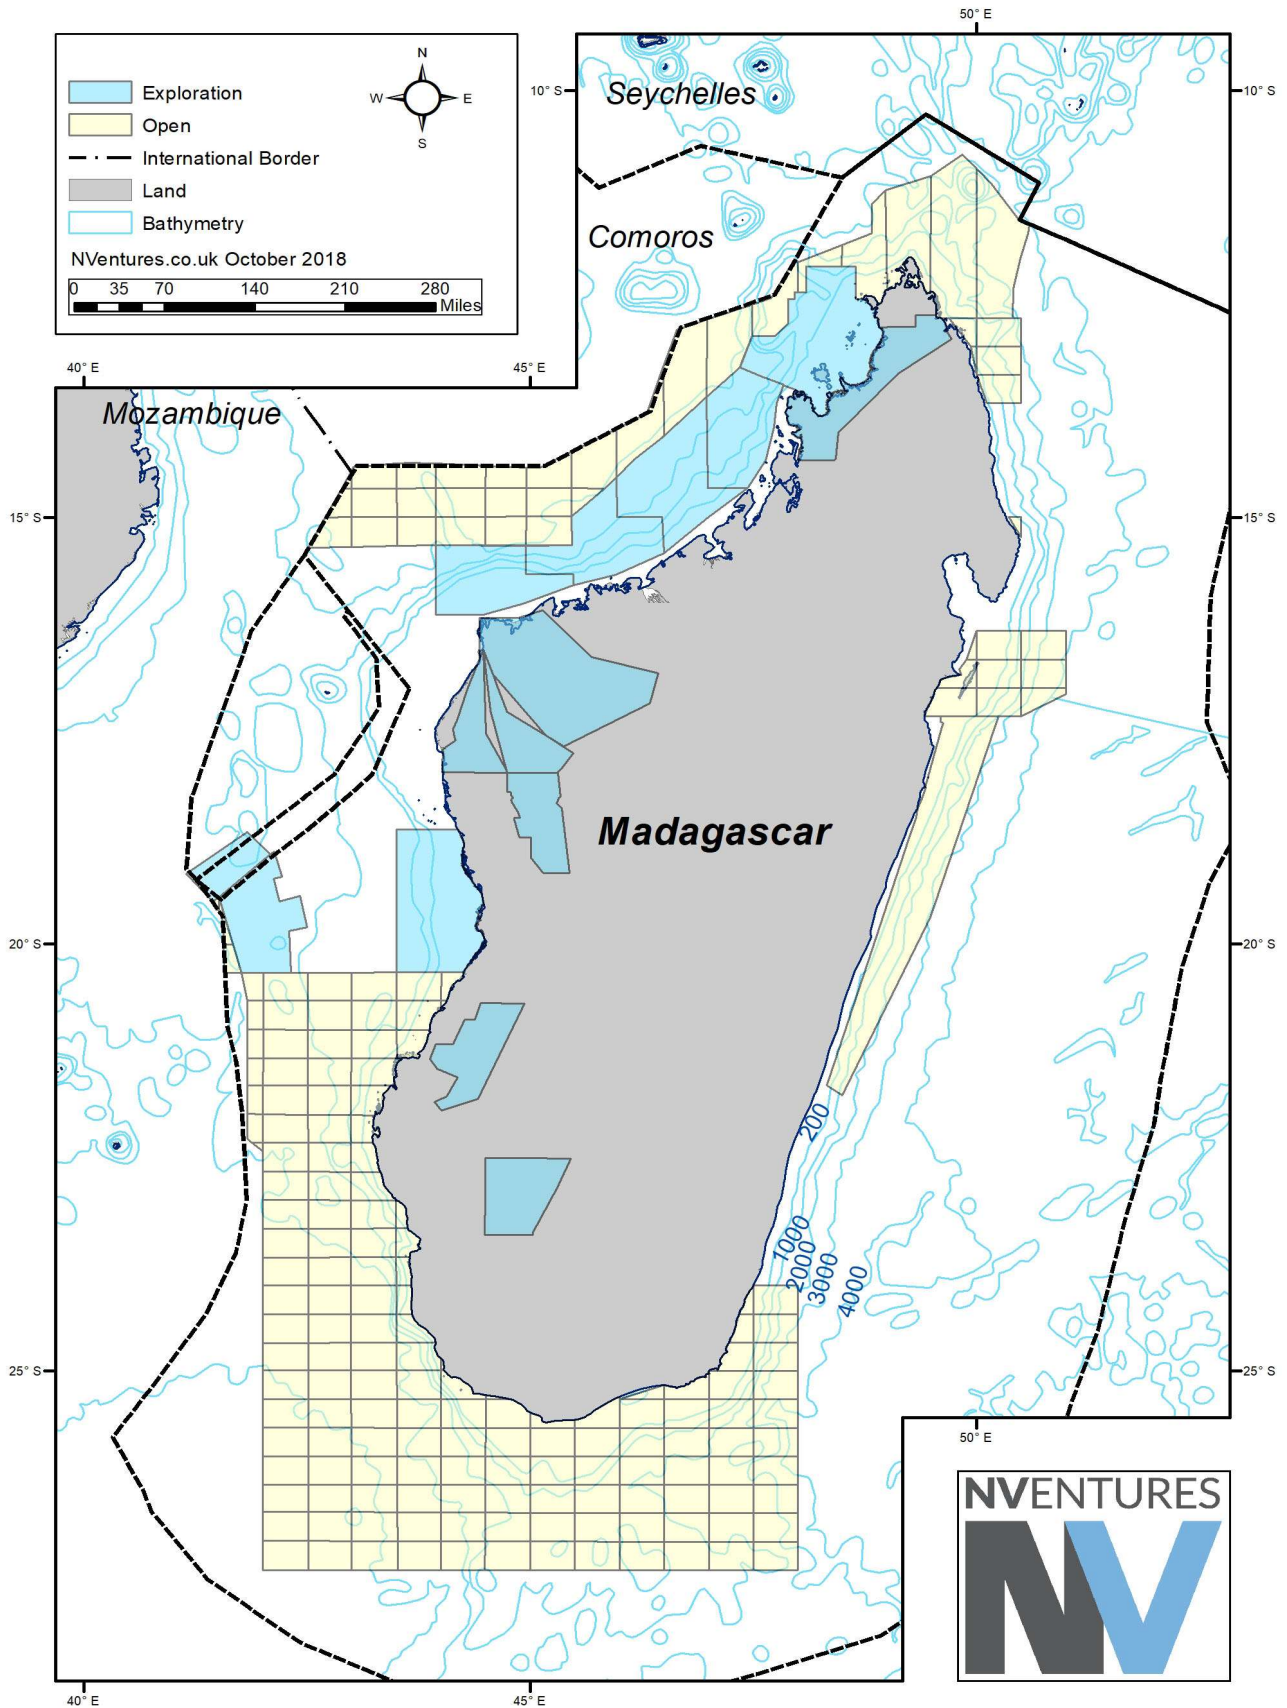 50° E
N
W
E
S
Exploration
Open
International Border
Land
Bathymetry
NVentures.co.uk October 2018
0 35 70 140 210 280
Miles
10° S
10° S
Seychelles
Comoros
40° E
45° E
Mozambique
15° S
15° S
Madagascar
20° S
20° S
200
1000
2000
3000
4000
25° S
25° S
50° E
NVENTURES
NV
40° E
45° E